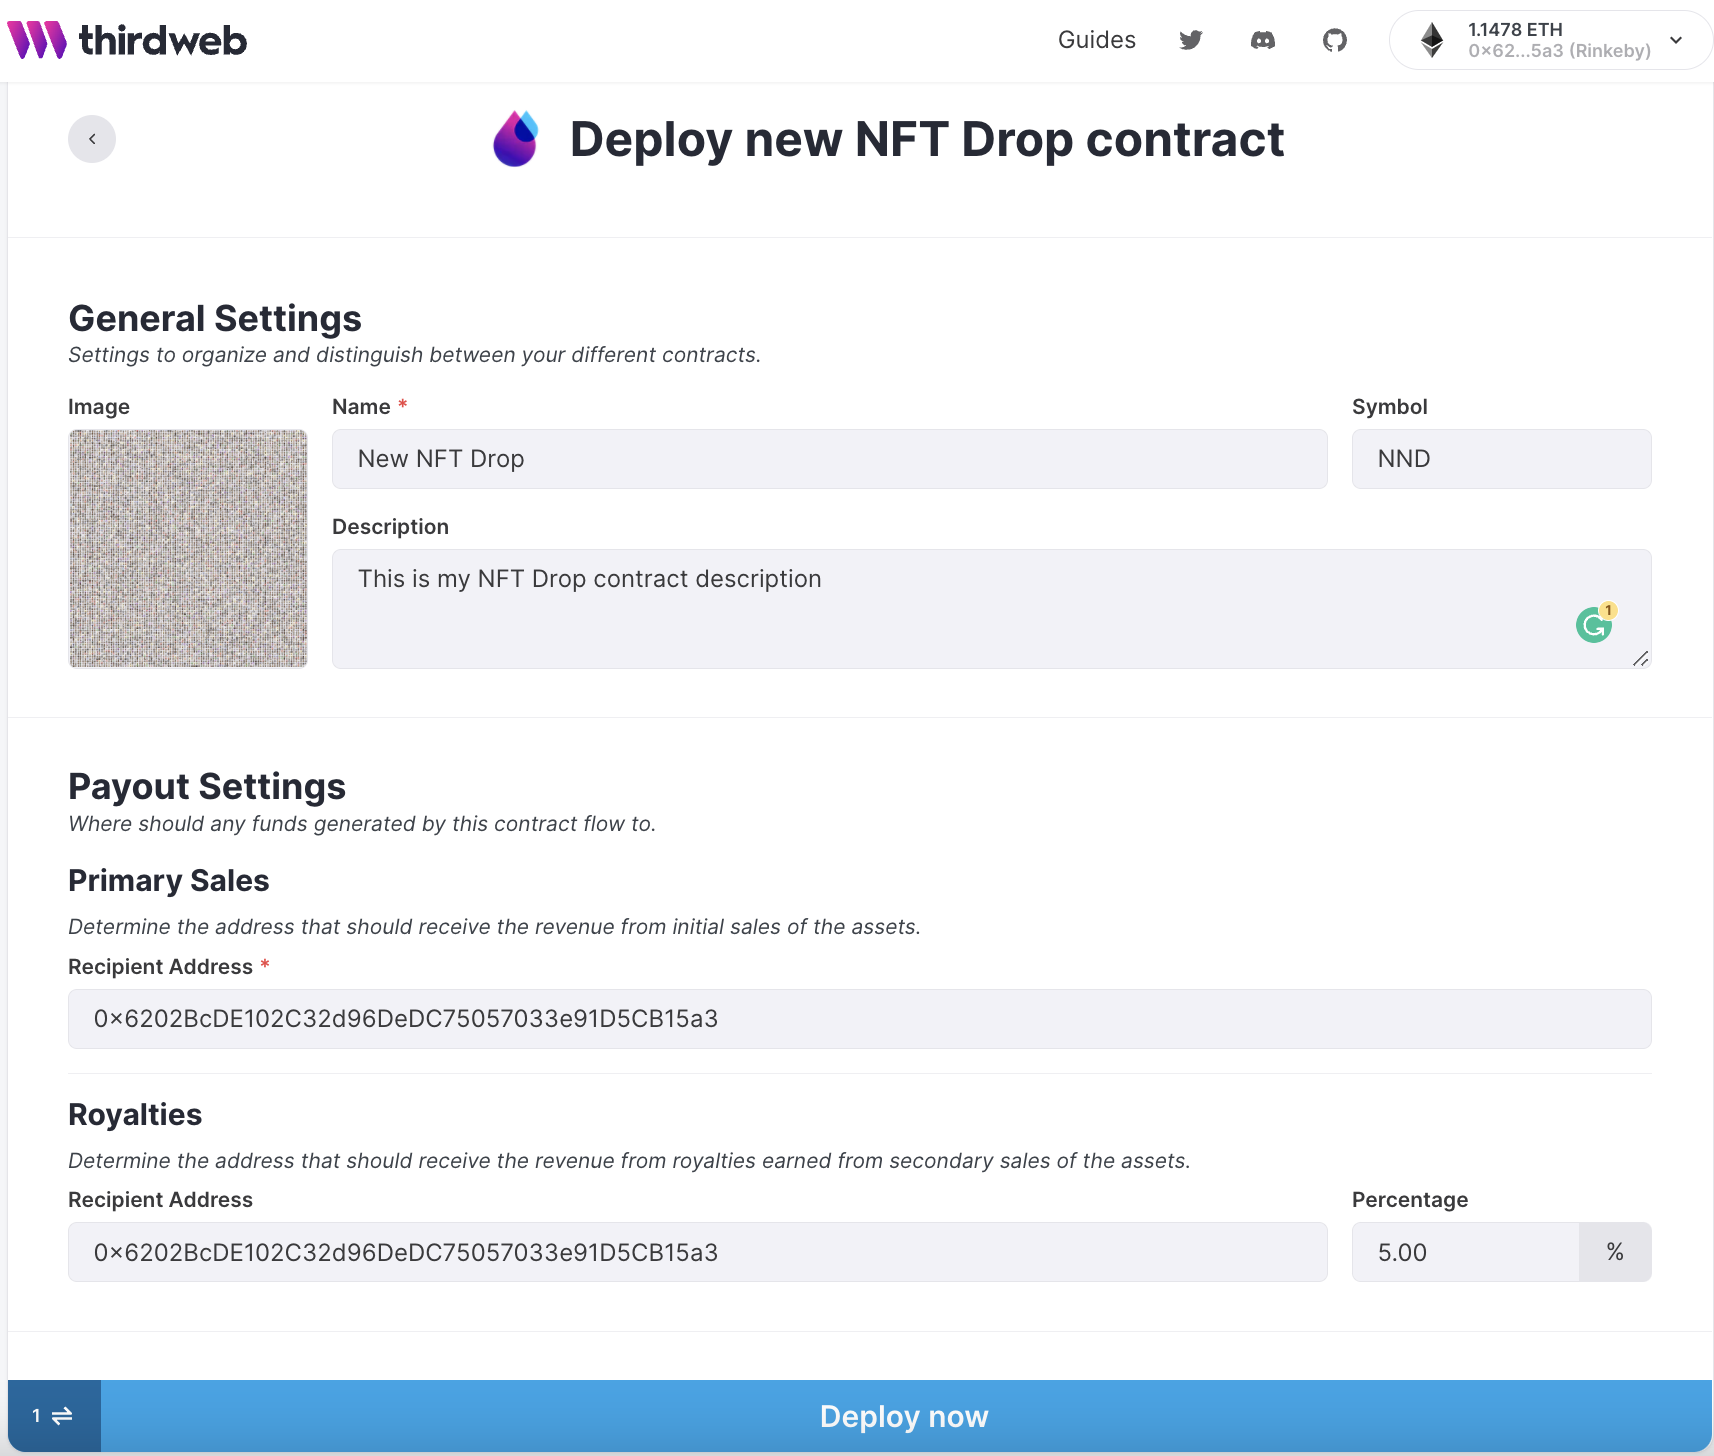 thirdweb
Guides
1.1478 ETH
0x62...5a3 (Rinkeby)
Deploy new NFT Drop contract
General Settings
Settings to organize and distinguish between your different contracts.
Image
Name *
Symbol
New NFT Drop
NND
Description
This is my NFT Drop contract description
1
Payout Settings
Where should any funds generated by this contract flow to.
Primary Sales
Determine the address that should receive the revenue from initial sales of the assets.
Recipient Address *
0x6202BcDE102C32d96DeDC75057033e91D5CB15a3
Royalties
Determine the address that should receive the revenue from royalties earned from secondary sales of the assets.
Recipient Address
Percentage
0x6202BcDE102C32d96DeDC75057033e91D5CB15a3
5.00 %
1
Deploy now